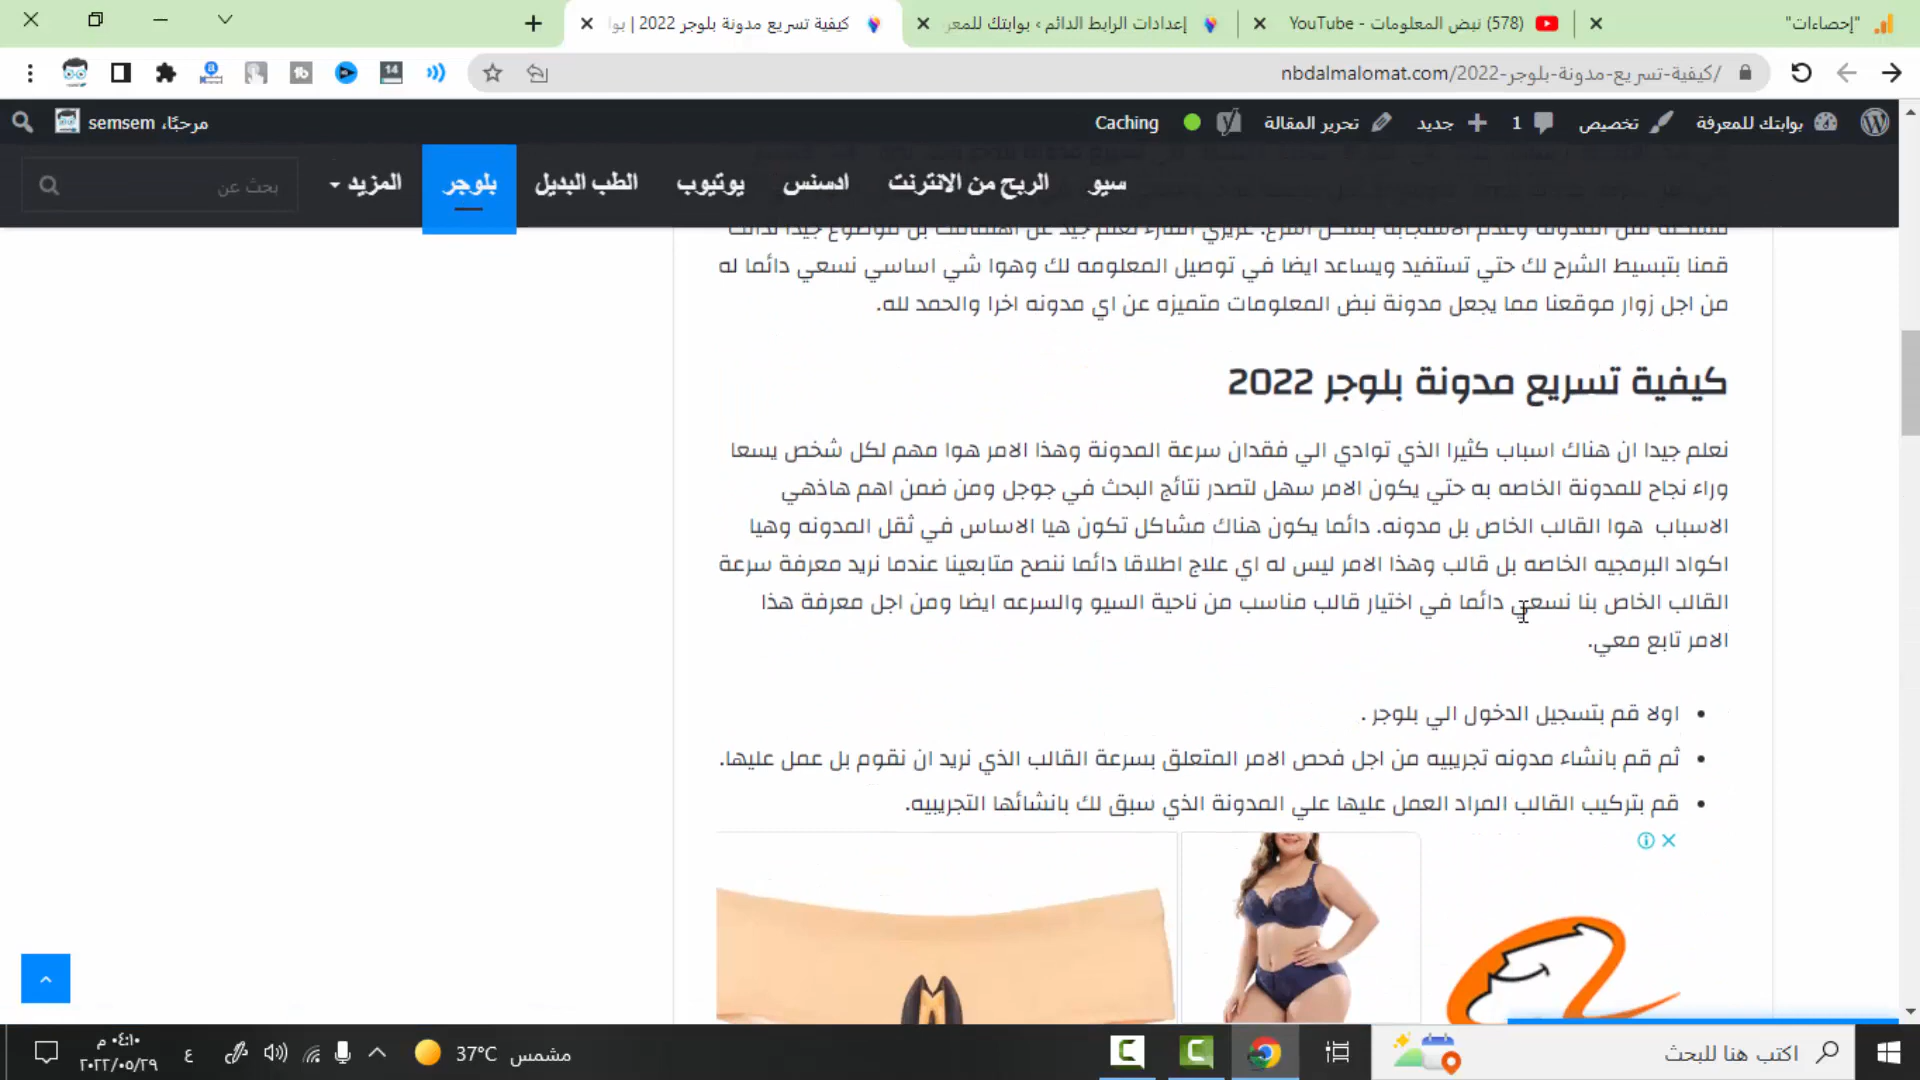 "إحصاءات"
(578) نبض المعلومات - YouTube
إعدادات الرابط الدائم ‹ بوابتك للمعر
كيفية تسريع مدونة بلوجر 2022 | بوا
nbdalmalomat.com/كيفية-تسريع-مدونة-بلوجر-2022/
14
بوابتك للمعرفة
تخصيص
1
جديد
تحرير المقالة
Caching
مرحبًا، semsem
سيو
الربح من الانترنت
ادسنس
يوتيوب
الطب البديل
بلوجر
المزيد
بحث عن
قمنا بتبسيط الشرح لك حتي تستفيد ويساعد ايضا في توصيل المعلومه لك وهوا شي اساسي نسعي دائما له
من اجل زوار موقعنا مما يجعل مدونة نبض المعلومات متميزه عن اي مدونه اخرا والحمد لله.
كيفية تسريع مدونة بلوجر 2022
نعلم جيدا ان هناك اسباب كثيرا الذي توادي الي فقدان سرعة المدونة وهذا الامر هوا مهم لكل شخص يسعا
وراء نجاح للمدونة الخاصه به حتي يكون الامر سهل لتصدر نتائج البحث في جوجل ومن ضمن اهم هاذهي
الاسباب هوا القالب الخاص بل مدونه. دائما يكون هناك مشاكل تكون هيا الاساس في ثقل المدونه وهيا
اكواد البرمجيه الخاصه بل قالب وهذا الامر ليس له اي علاج اطلاقا دائما ننصح متابعينا عندما نريد معرفة سرعة
القالب الخاص بنا نسعي دائما في اختيار قالب مناسب من ناحية السيو والسرعه ايضا ومن اجل معرفة هذا
الامر تابع معي.
• اولا قم بتسجيل الدخول الي بلوجر .
• ثم قم بانشاء مدونه تجريبيه من اجل فحص الامر المتعلق بسرعة القالب الذي نريد ان نقوم بل عمل عليها.
• قم بتركيب القالب المراد العمل عليها علي المدونة الذي سبق لك بانشائها التجريبيه.
اكتب هنا للبحث
37°C مشمس
ع
٠٤:١٠ م
٢٠٢٢/٠٥/٢٩